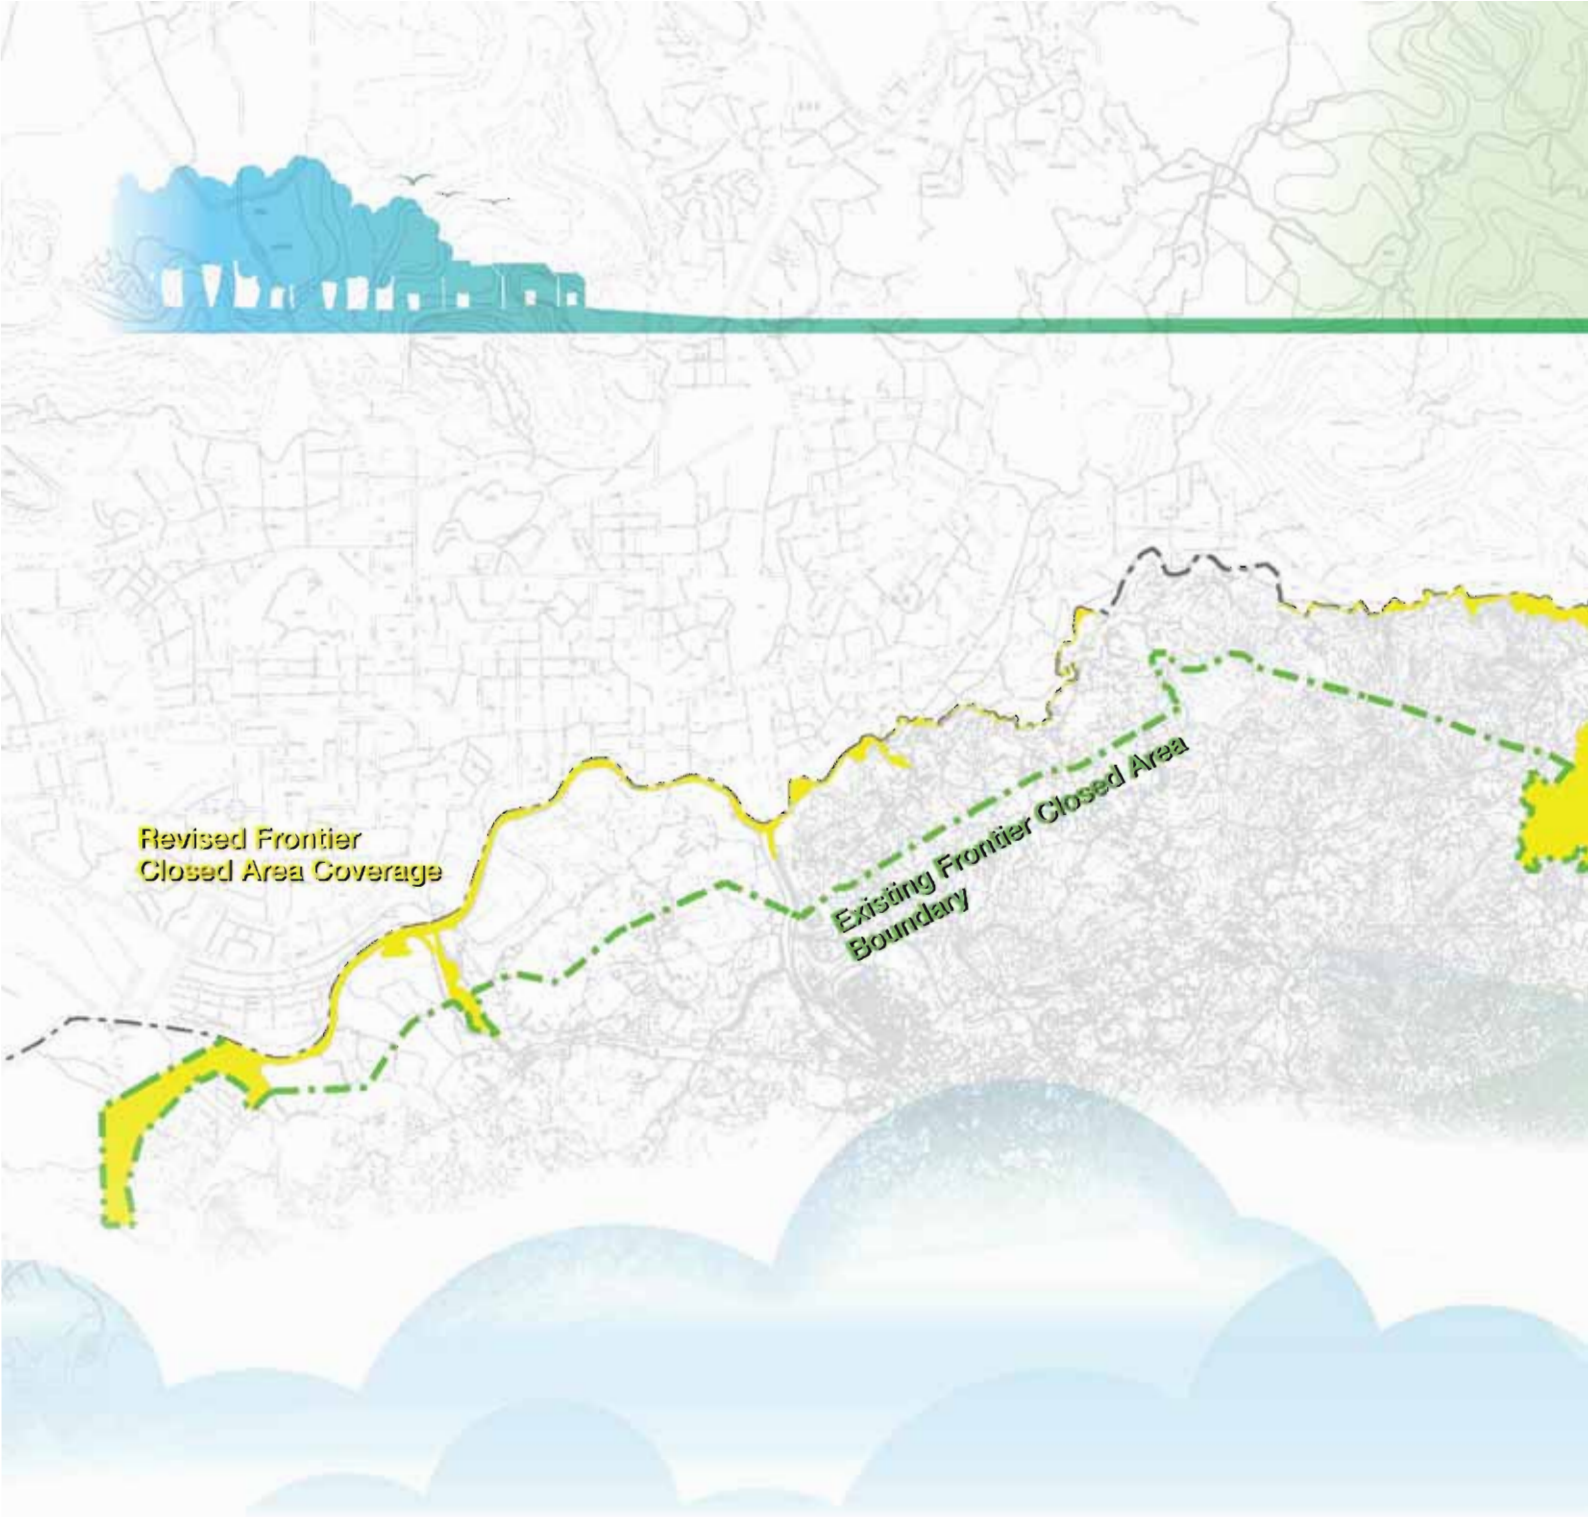 Revised Frontier
Closed Area Coverage
Existing Frontier Closed Area
Boundary